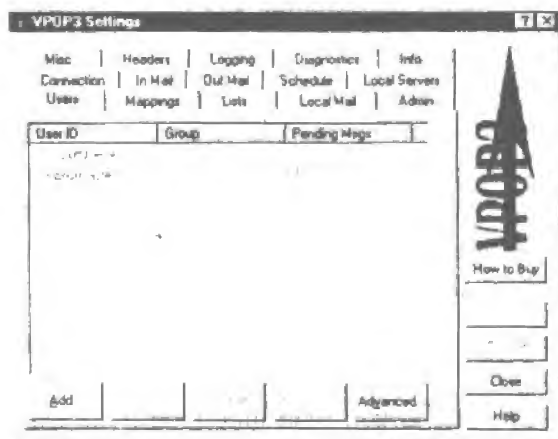 VPOP3 Settings
Misc Headers Logging Diagnostics Info
Connection In Mail Out Mail Schedule Local Servers
Users Mappings Lists Local Mail Admin
User ID Group Pending Msgs
VPOP3
How to Buy
Close
Add Advanced
Help